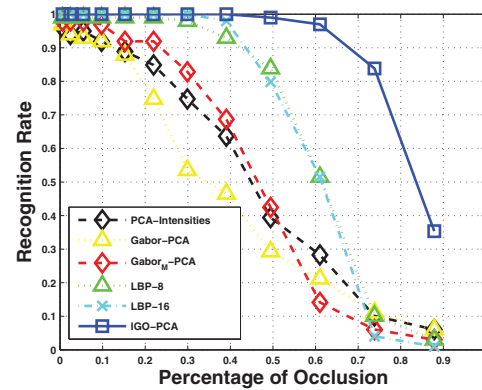 1
0.9
0.8
0.7
0.6
0.5
0.4
0.3
0.2
0.1
0
Recognition Rate
PCA-Intensities
Gabor-PCA
GaborM-PCA
LBP-8
LBP-16
IGO-PCA
0 0.1 0.2 0.3 0.4 0.5 0.6 0.7 0.8 0.9
Percentage of Occlusion